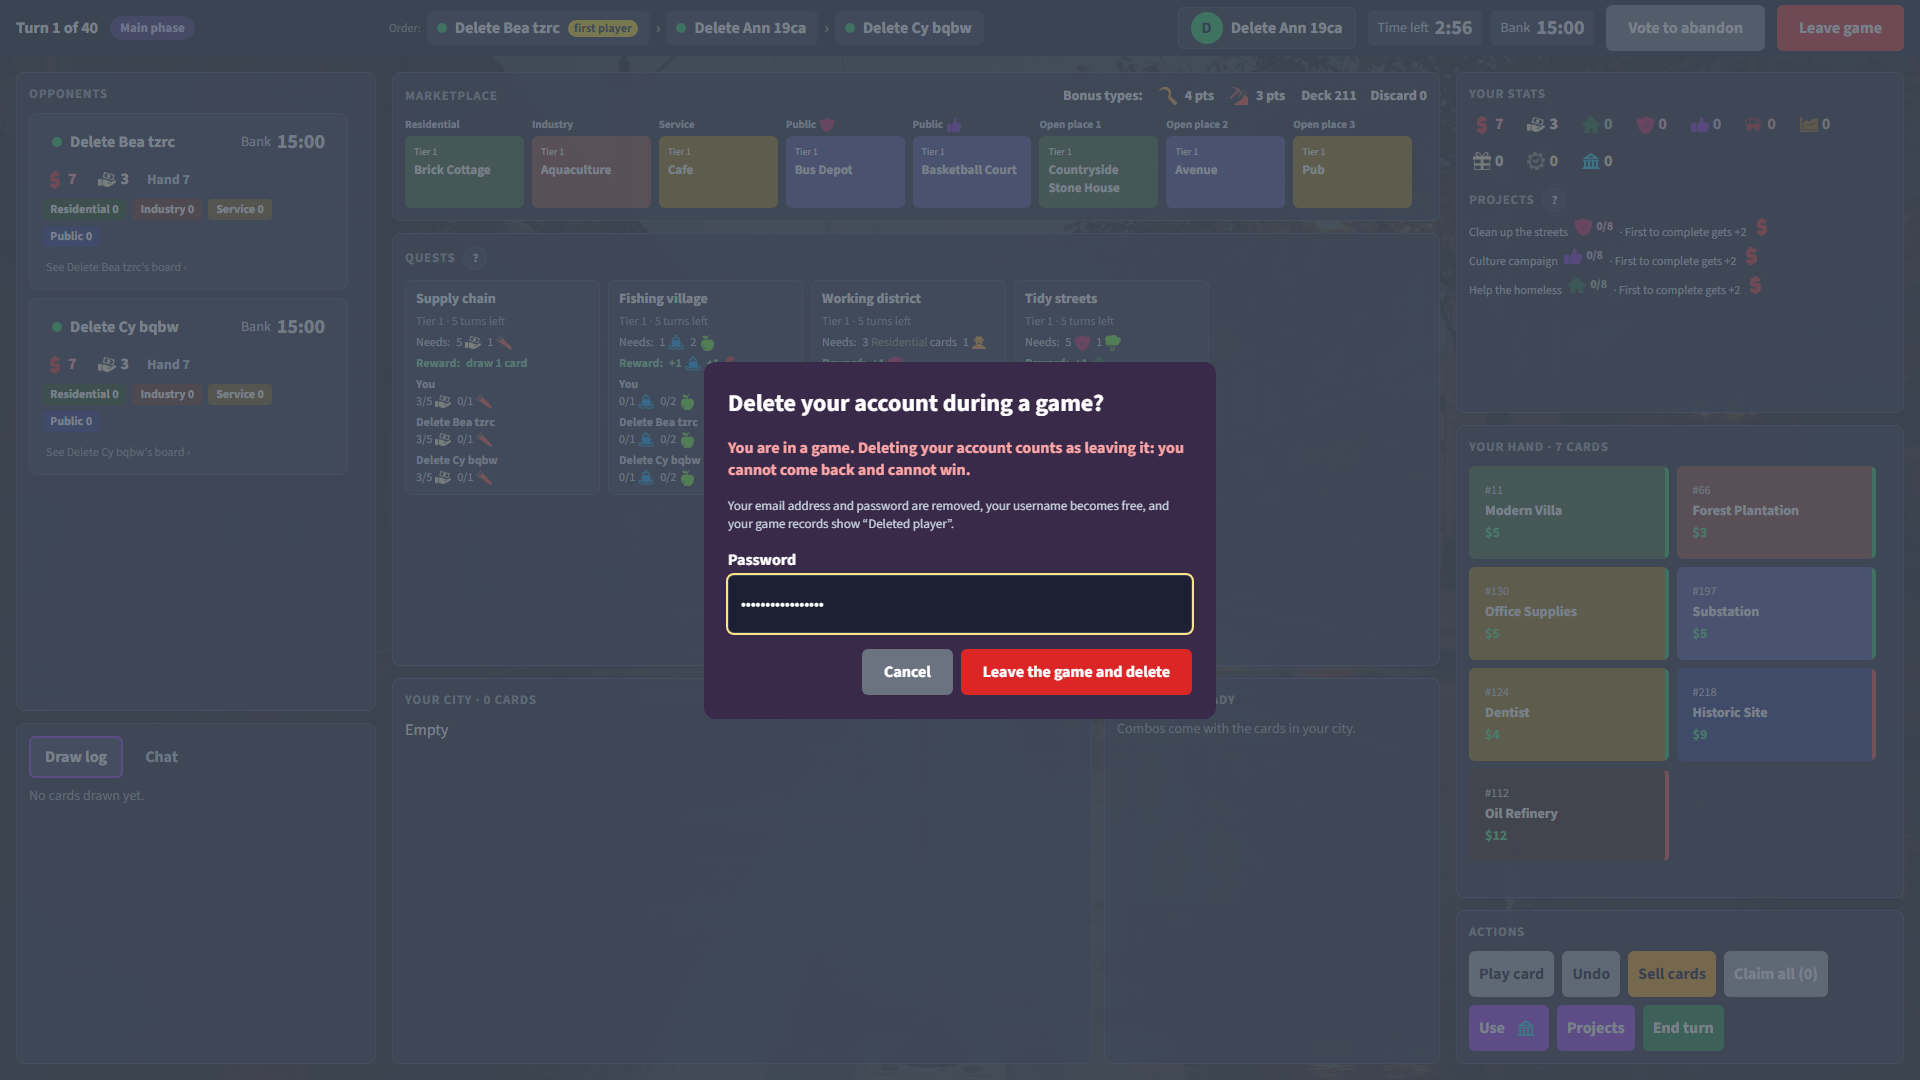 Turn 1 of 40 Main phase
Order: Delete Bea tzrc first player › Delete Ann 19ca › Delete Cy bqbw
D Delete Ann 19ca Time left 2:56 Bank 15:00 Vote to abandon Leave game
OPPONENTS
Delete Bea tzrc Bank 15:00
7 3 Hand 7
Residential 0 Industry 0 Service 0
Public 0
See Delete Bea tzrc's board ›
Delete Cy bqbw Bank 15:00
7 3 Hand 7
Residential 0 Industry 0 Service 0
Public 0
See Delete Cy bqbw's board ›
Draw log Chat
No cards drawn yet.
MARKETPLACE Bonus types: 4 pts 3 pts Deck 211 Discard 0
Residential Industry Service Public Public Open place 1 Open place 2 Open place 3
Tier 1 Tier 1 Tier 1 Tier 1 Tier 1 Tier 1 Tier 1 Tier 1
Brick Cottage Aquaculture Cafe Bus Depot Basketball Court Countryside Stone House Avenue Pub
QUESTS ?
Supply chain
Tier 1 · 5 turns left
Needs: 5 1
Reward: draw 1 card
You
3/5 0/1
Delete Bea tzrc
3/5 0/1
Delete Cy bqbw
3/5 0/1
Fishing village
Tier 1 · 5 turns left
Needs: 1 2
Reward: +1
You
0/1 0/2
Delete Bea tzrc
0/1 0/2
Delete Cy bqbw
0/1 0/2
Working district
Tier 1 · 5 turns left
Needs: 3 Residential cards 1
Tidy streets
Tier 1 · 5 turns left
Needs: 5 1
Delete your account during a game?
You are in a game. Deleting your account counts as leaving it: you
cannot come back and cannot win.
Your email address and password are removed, your username becomes free, and
your game records show “Deleted player”.
Password
•••••••••••••••••
Cancel Leave the game and delete
YOUR CITY · 0 CARDS
Empty
Combos come with the cards in your city.
YOUR STATS
7 3 0 0 0 0 0
0 0 0
PROJECTS ?
Clean up the streets 0/8 · First to complete gets +2
Culture campaign 0/8 · First to complete gets +2
Help the homeless 0/8 · First to complete gets +2
YOUR HAND · 7 CARDS
#11
Modern Villa
$5
#66
Forest Plantation
$3
#130
Office Supplies
$5
#197
Substation
$5
#124
Dentist
$4
#218
Historic Site
$9
#112
Oil Refinery
$12
ACTIONS
Play card Undo Sell cards Claim all (0)
Use Projects End turn